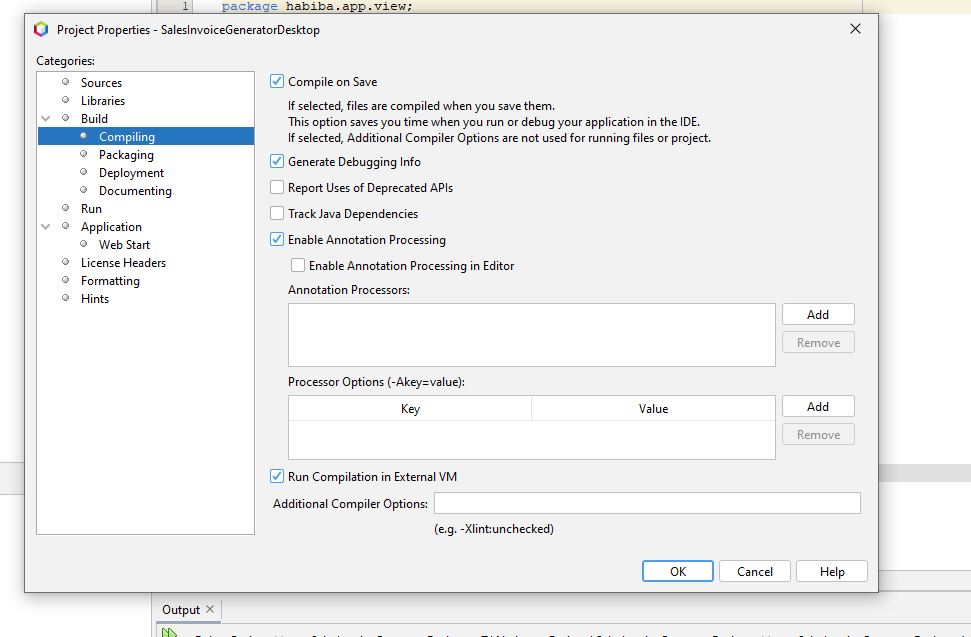 1 package habiba.app.view;
Project Properties - SalesInvoiceGeneratorDesktop
Categories:
Sources
Libraries
Build
Compiling
Packaging
Deployment
Documenting
Run
Application
Web Start
License Headers
Formatting
Hints
Compile on Save
If selected, files are compiled when you save them.
This option saves you time when you run or debug your application in the IDE.
If selected, Additional Compiler Options are not used for running files or project.
Generate Debugging Info
Report Uses of Deprecated APIs
Track Java Dependencies
Enable Annotation Processing
Enable Annotation Processing in Editor
Annotation Processors:
Add
Remove
Processor Options (-Akey=value):
Key Value
Add
Remove
Run Compilation in External VM
Additional Compiler Options:
(e.g. -Xlint:unchecked)
OK Cancel Help
Output